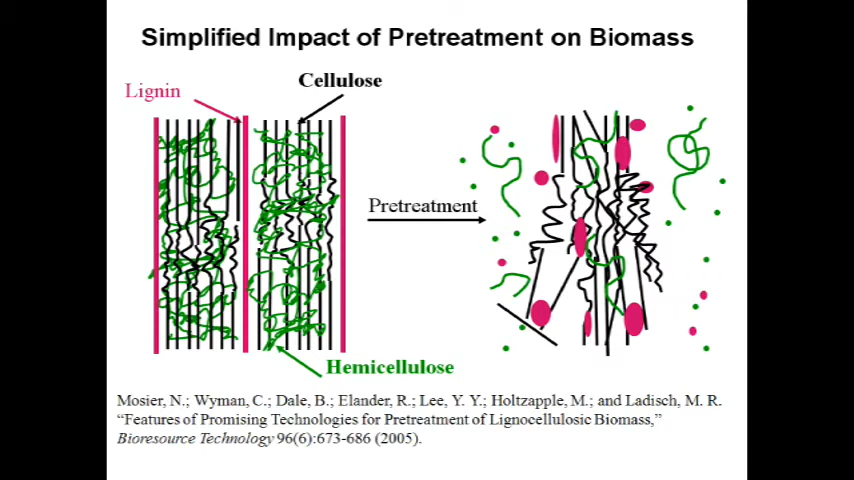 Simplified Impact of Pretreatment on Biomass
Lignin
Cellulose
Pretreatment
Hemicellulose
Mosier, N.; Wyman, C.; Dale, B.; Elander, R.; Lee, Y. Y.; Holtzapple, M.; and Ladisch, M. R.
“Features of Promising Technologies for Pretreatment of Lignocellulosic Biomass,”
Bioresource Technology 96(6):673-686 (2005).